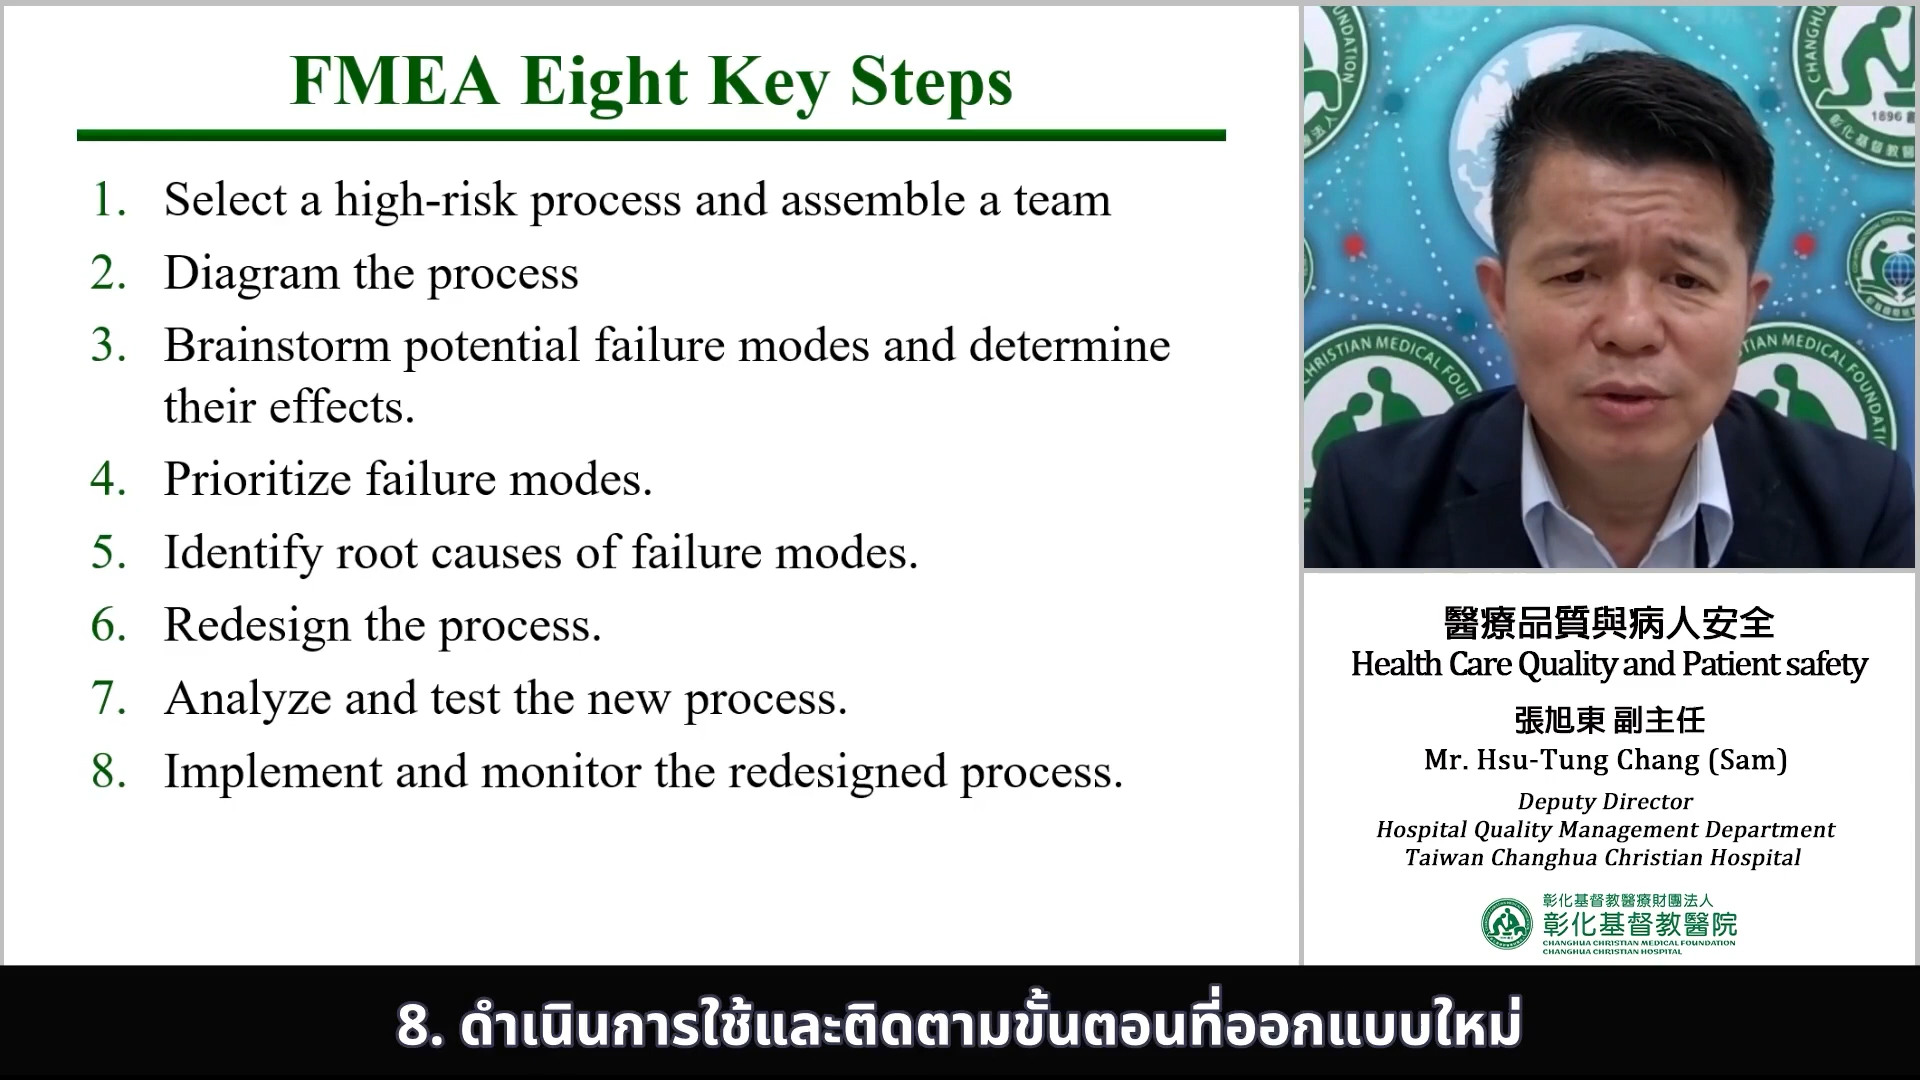 FMEA Eight Key Steps
1. Select a high-risk process and assemble a team
2. Diagram the process
3. Brainstorm potential failure modes and determine
their effects.
4. Prioritize failure modes.
5. Identify root causes of failure modes.
6. Redesign the process.
7. Analyze and test the new process.
8. Implement and monitor the redesigned process.
CHRISTIAN MEDICAL FOUNDATION
1896
醫療品質與病人安全
Health Care Quality and Patient safety
張旭東 副主任
Mr. Hsu-Tung Chang (Sam)
Deputy Director
Hospital Quality Management Department
Taiwan Changhua Christian Hospital
彰化基督教醫療財團法人
彰化基督教醫院
CHANGHUA CHRISTIAN MEDICAL FOUNDATION
CHANGHUA CHRISTIAN HOSPITAL
8. ดำเนินการใช้และติดตามขั้นตอนที่ออกแบบใหม่